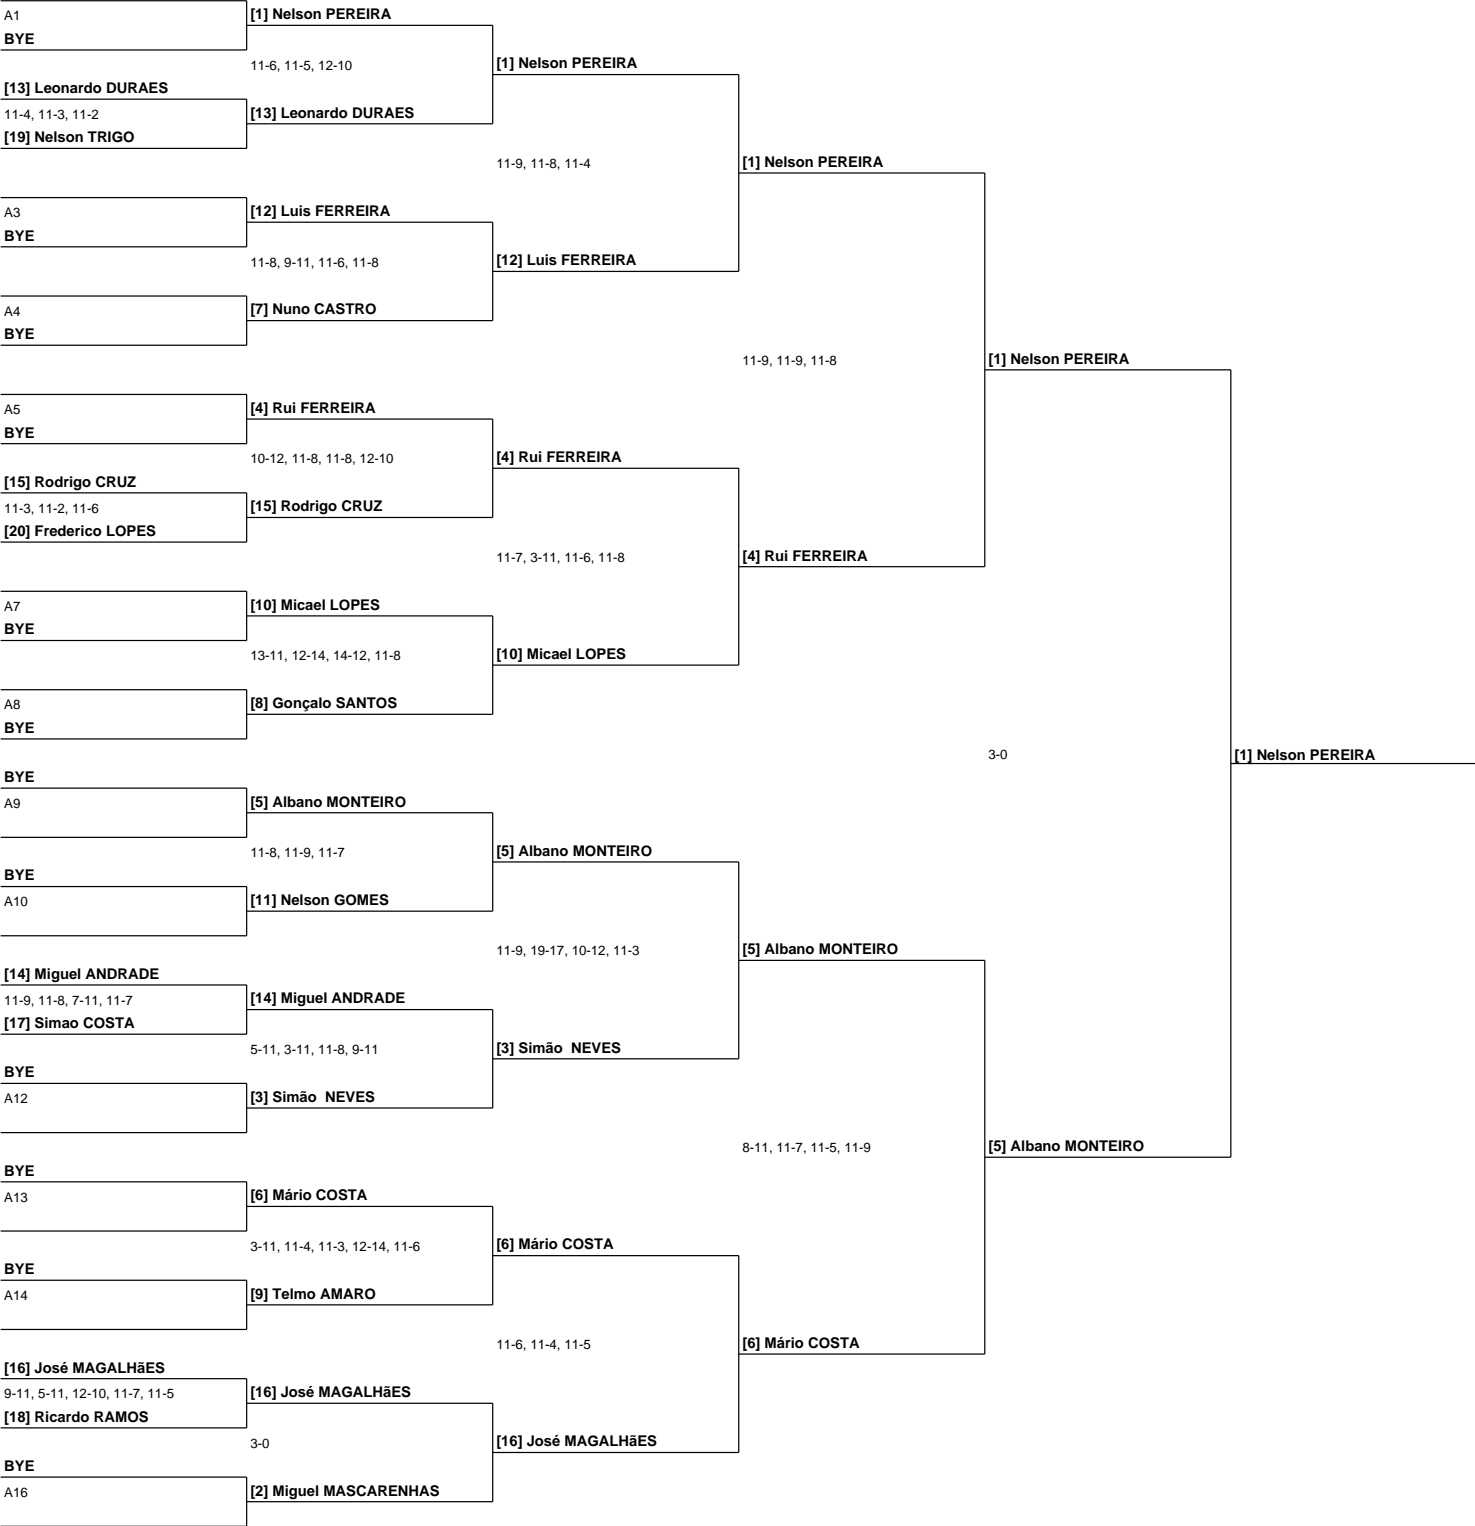 A1
[1] Nelson PEREIRA
BYE
11-6, 11-5, 12-10
[1] Nelson PEREIRA
[13] Leonardo DURAES
11-4, 11-3, 11-2
[13] Leonardo DURAES
[19] Nelson TRIGO
11-9, 11-8, 11-4
[1] Nelson PEREIRA
A3
[12] Luis FERREIRA
BYE
11-8, 9-11, 11-6, 11-8
[12] Luis FERREIRA
A4
[7] Nuno CASTRO
BYE
11-9, 11-9, 11-8
[1] Nelson PEREIRA
A5
[4] Rui FERREIRA
BYE
10-12, 11-8, 11-8, 12-10
[4] Rui FERREIRA
[15] Rodrigo CRUZ
11-3, 11-2, 11-6
[15] Rodrigo CRUZ
[20] Frederico LOPES
11-7, 3-11, 11-6, 11-8
[4] Rui FERREIRA
A7
[10] Micael LOPES
BYE
13-11, 12-14, 14-12, 11-8
[10] Micael LOPES
A8
[8] Gonçalo SANTOS
BYE
3-0
[1] Nelson PEREIRA
BYE
A9
[5] Albano MONTEIRO
11-8, 11-9, 11-7
[5] Albano MONTEIRO
BYE
A10
[11] Nelson GOMES
11-9, 19-17, 10-12, 11-3
[5] Albano MONTEIRO
[14] Miguel ANDRADE
11-9, 11-8, 7-11, 11-7
[14] Miguel ANDRADE
[17] Simao COSTA
5-11, 3-11, 11-8, 9-11
[3] Simão  NEVES
BYE
A12
[3] Simão  NEVES
8-11, 11-7, 11-5, 11-9
[5] Albano MONTEIRO
BYE
A13
[6] Mário COSTA
3-11, 11-4, 11-3, 12-14, 11-6
[6] Mário COSTA
BYE
A14
[9] Telmo AMARO
11-6, 11-4, 11-5
[6] Mário COSTA
[16] José MAGALHãES
9-11, 5-11, 12-10, 11-7, 11-5
[16] José MAGALHãES
[18] Ricardo RAMOS
3-0
[16] José MAGALHãES
BYE
A16
[2] Miguel MASCARENHAS